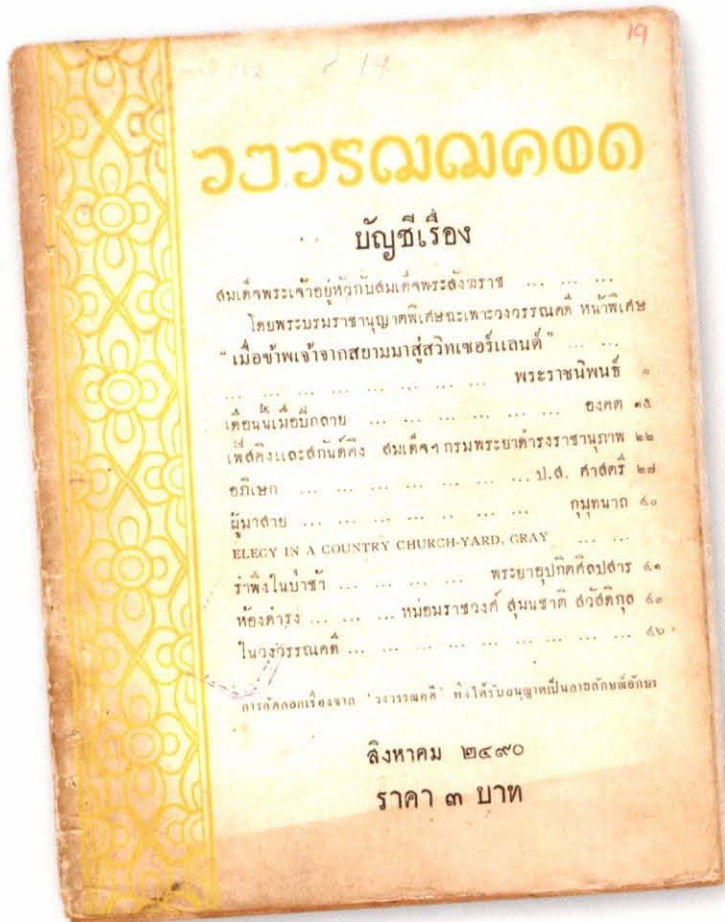 19
19
วงวรรณคดี
บัญชีเรื่อง
สมเด็จพระเจ้าอยู่หัวกับสมเด็จพระสังฆราช ... ... ...
โดยพระบรมราชานุญาตพิเศษฉะเพาะวงวรรณคดี หน้าพิเศษ
“เมื่อข้าพเจ้าจากสยามมาสู่สวิทเซอร์แลนด์” ... ...
... ... ... ... ... ... ... ... พระราชนิพนธ์ ๑
เดือนนั้นเมื่อปีกลาย ... ... ... ... ... ... องคต ๑๕
เพ้สคิงและสกันด์คิง สมเด็จฯกรมพระยาดำรงราชานุภาพ ๒๒
อภิเษก ... ... ... ... ... ... ... ป.ส. ศาสตรี ๒๗
ผู้มาสาย ... ... ... ... ... ... ... กุมุทนาถ ๔๐
ELEGY IN A COUNTRY CHURCH-YARD, GRAY ... ...
รำพึงในป่าช้า ... ... ... ... ... พระยาอุปกิตศิลปสาร ๔๑
ห้องดำรง ... ... ... หม่อมราชวงศ์ สุมนชาติ สวัสดิกุล ๔๓
ในวงวรรณคดี ... ... ... ... ... ... ... ... ... ๔๖
การคัดลอกเรื่องจาก ‘วงวรรณคดี’ พึงได้รับอนุญาตเป็นลายลักษณ์อักษร
สิงหาคม ๒๔๙๐
ราคา ๓ บาท